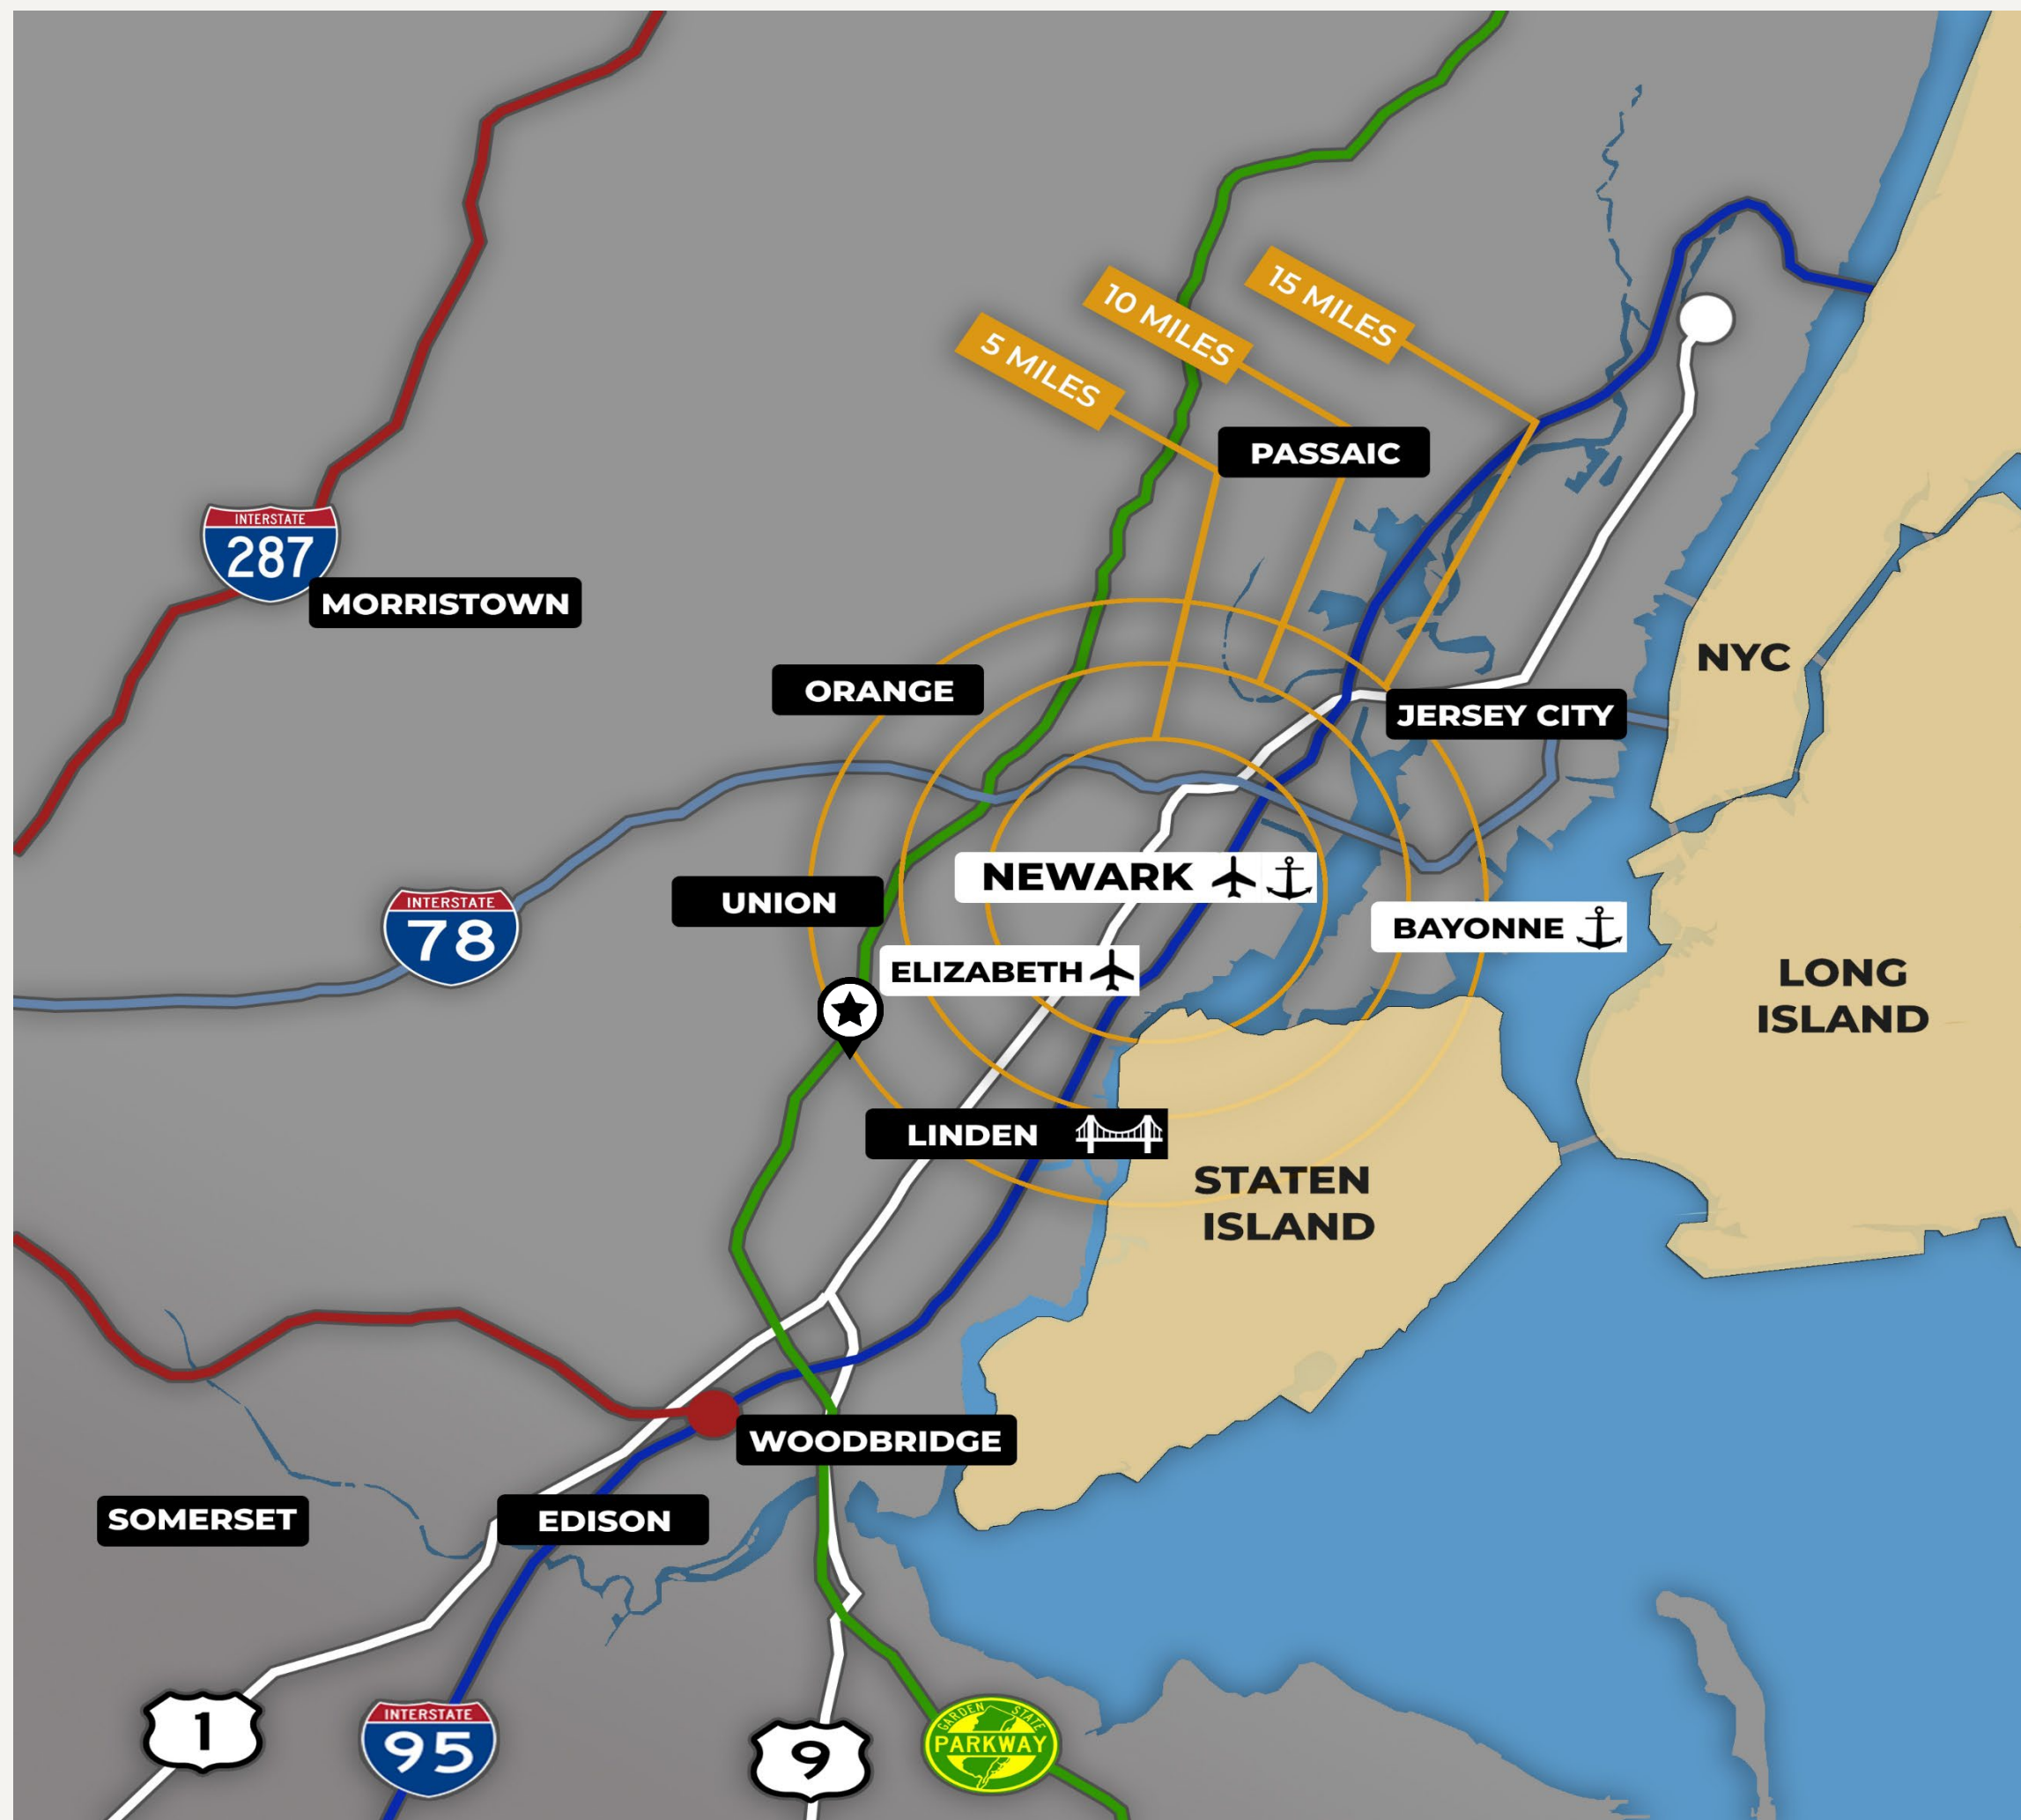 15 MILES
10 MILES
5 MILES
PASSAIC
INTERSTATE
287
MORRISTOWN
NYC
ORANGE
JERSEY CITY
NEWARK
UNION
INTERSTATE
78
BAYONNE
ELIZABETH
LONG
ISLAND
LINDEN
STATEN
ISLAND
WOODBRIDGE
SOMERSET
EDISON
1
INTERSTATE
95
9
GARDEN STATE
PARKWAY